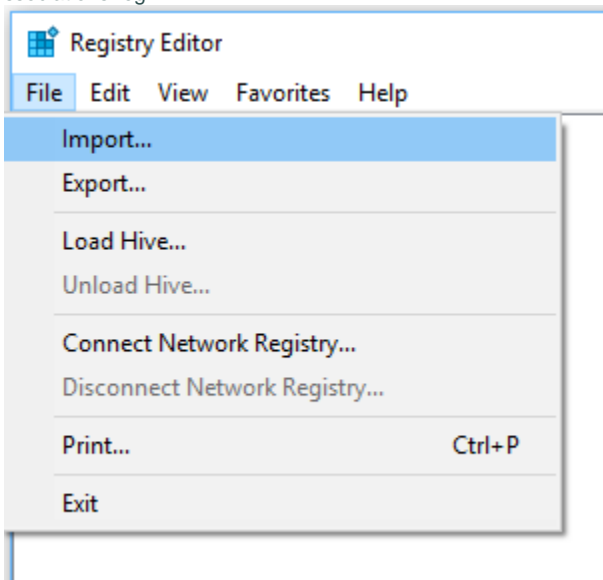 Registry Editor
File Edit View Favorites Help
Import...
Export...
Load Hive...
Unload Hive...
Connect Network Registry...
Disconnect Network Registry...
Print... Ctrl+P
Exit